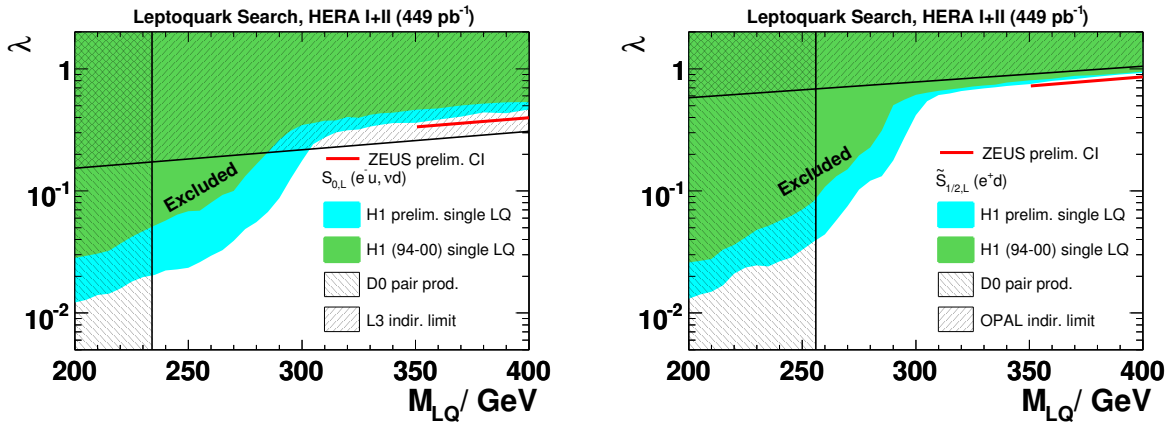 Leptoquark Search, HERA I+II (449 pb-1)
λ
1
10-1
10-2
Excluded
ZEUS prelim. CI
S0,L (e-u, νd)
H1 prelim. single LQ
H1 (94-00) single LQ
D0 pair prod.
L3 indir. limit
200 250 300 350 400
MLQ/ GeV
Leptoquark Search, HERA I+II (449 pb-1)
λ
1
10-1
10-2
Excluded
ZEUS prelim. CI
S̃1/2,L (e+d)
H1 prelim. single LQ
H1 (94-00) single LQ
D0 pair prod.
OPAL indir. limit
200 250 300 350 400
MLQ/ GeV